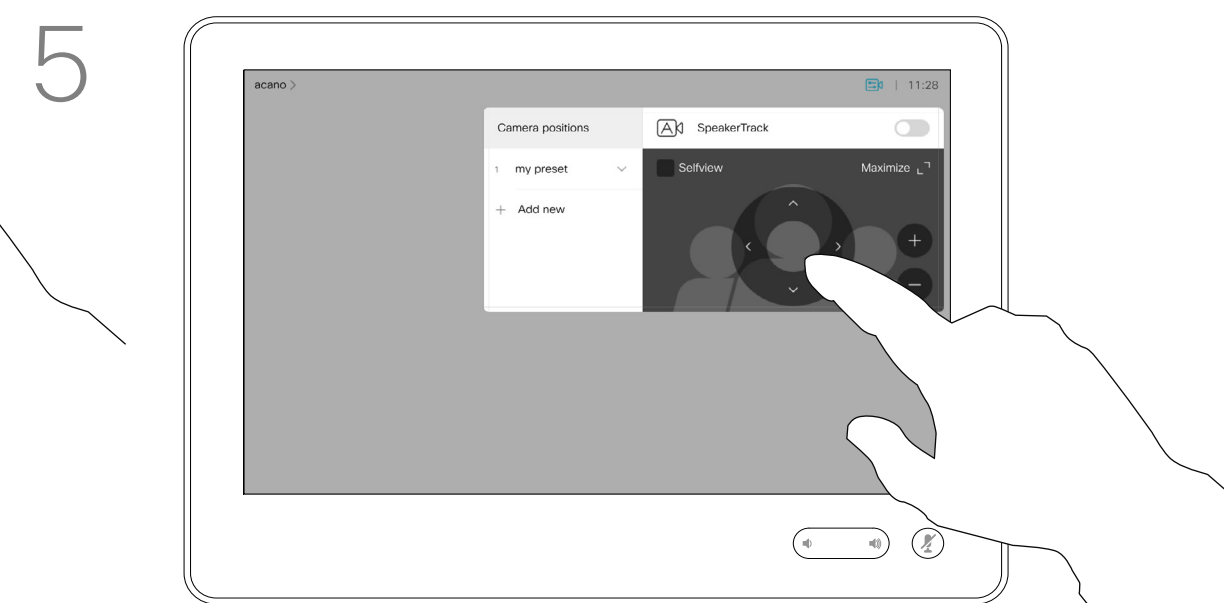 5
acano >
11:28
Camera positions
SpeakerTrack
1 my preset
Selfview
Maximize
+ Add new